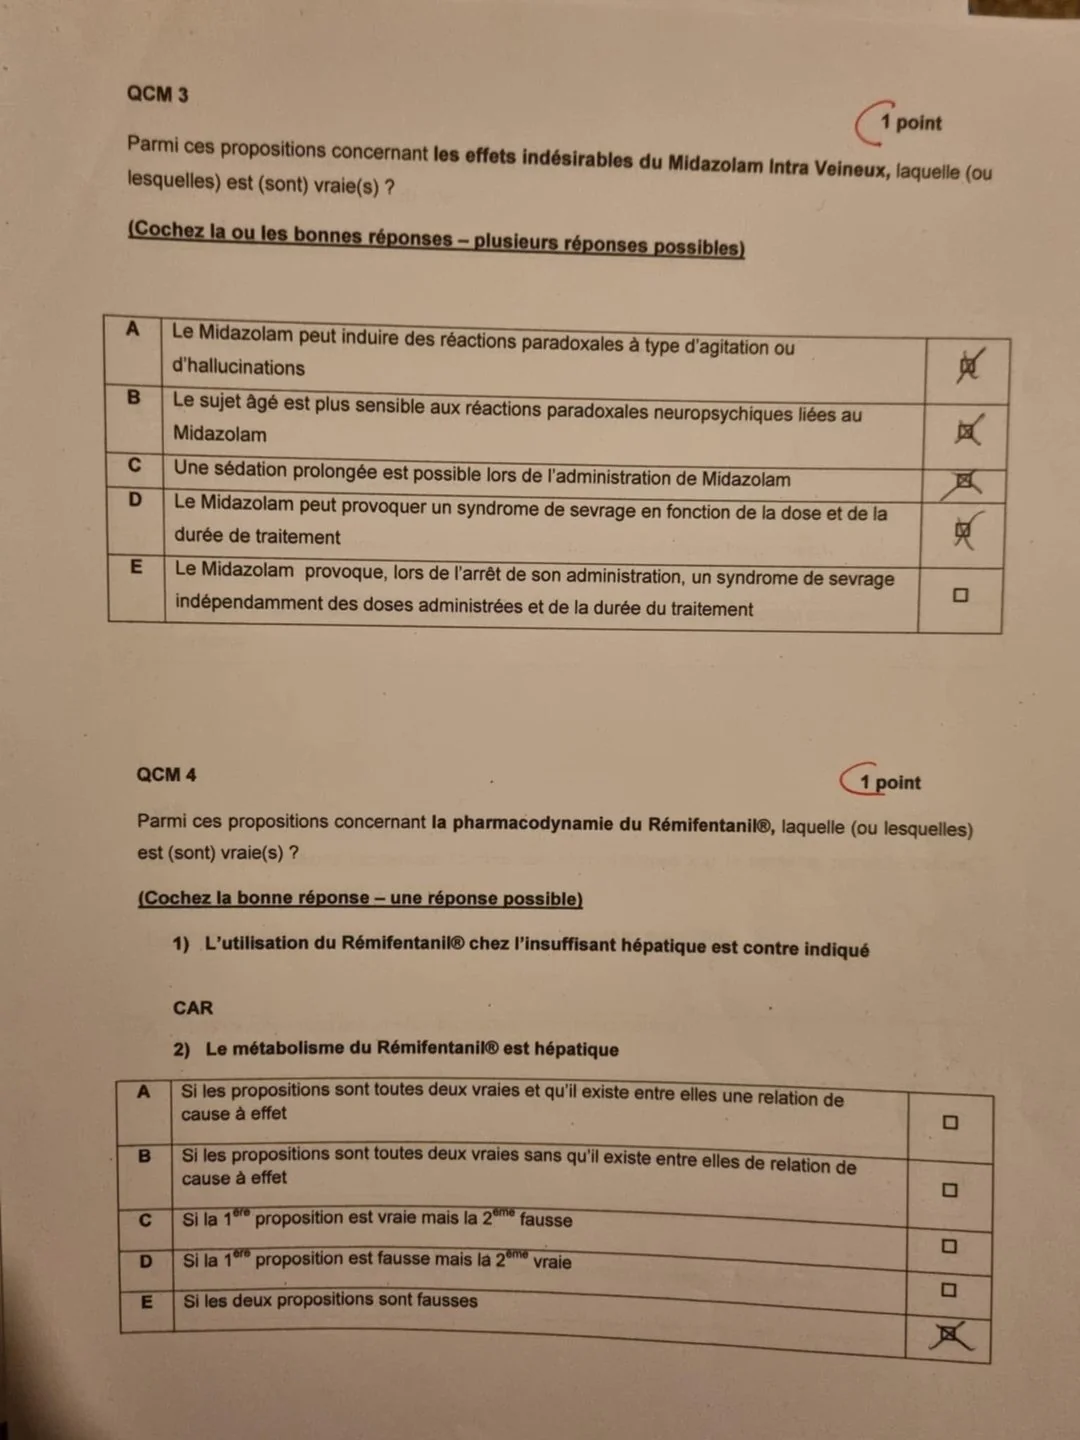 QCM 3
1 point
Parmi ces propositions concernant les effets indésirables du Midazolam Intra Veineux, laquelle (ou
lesquelles) est (sont) vraie(s) ?
(Cochez la ou les bonnes réponses – plusieurs réponses possibles)
A Le Midazolam peut induire des réactions paradoxales à type d'agitation ou
d'hallucinations
B Le sujet âgé est plus sensible aux réactions paradoxales neuropsychiques liées au
Midazolam
C Une sédation prolongée est possible lors de l'administration de Midazolam
D Le Midazolam peut provoquer un syndrome de sevrage en fonction de la dose et de la
durée de traitement
E Le Midazolam provoque, lors de l'arrêt de son administration, un syndrome de sevrage
indépendamment des doses administrées et de la durée du traitement
QCM 4
1 point
Parmi ces propositions concernant la pharmacodynamie du Rémifentanil®, laquelle (ou lesquelles)
est (sont) vraie(s) ?
(Cochez la bonne réponse – une réponse possible)
1) L'utilisation du Rémifentanil® chez l'insuffisant hépatique est contre indiqué
CAR
2) Le métabolisme du Rémifentanil® est hépatique
A Si les propositions sont toutes deux vraies et qu'il existe entre elles une relation de
cause à effet
B Si les propositions sont toutes deux vraies sans qu'il existe entre elles de relation de
cause à effet
C Si la 1ère proposition est vraie mais la 2ème fausse
D Si la 1ère proposition est fausse mais la 2ème vraie
E Si les deux propositions sont fausses